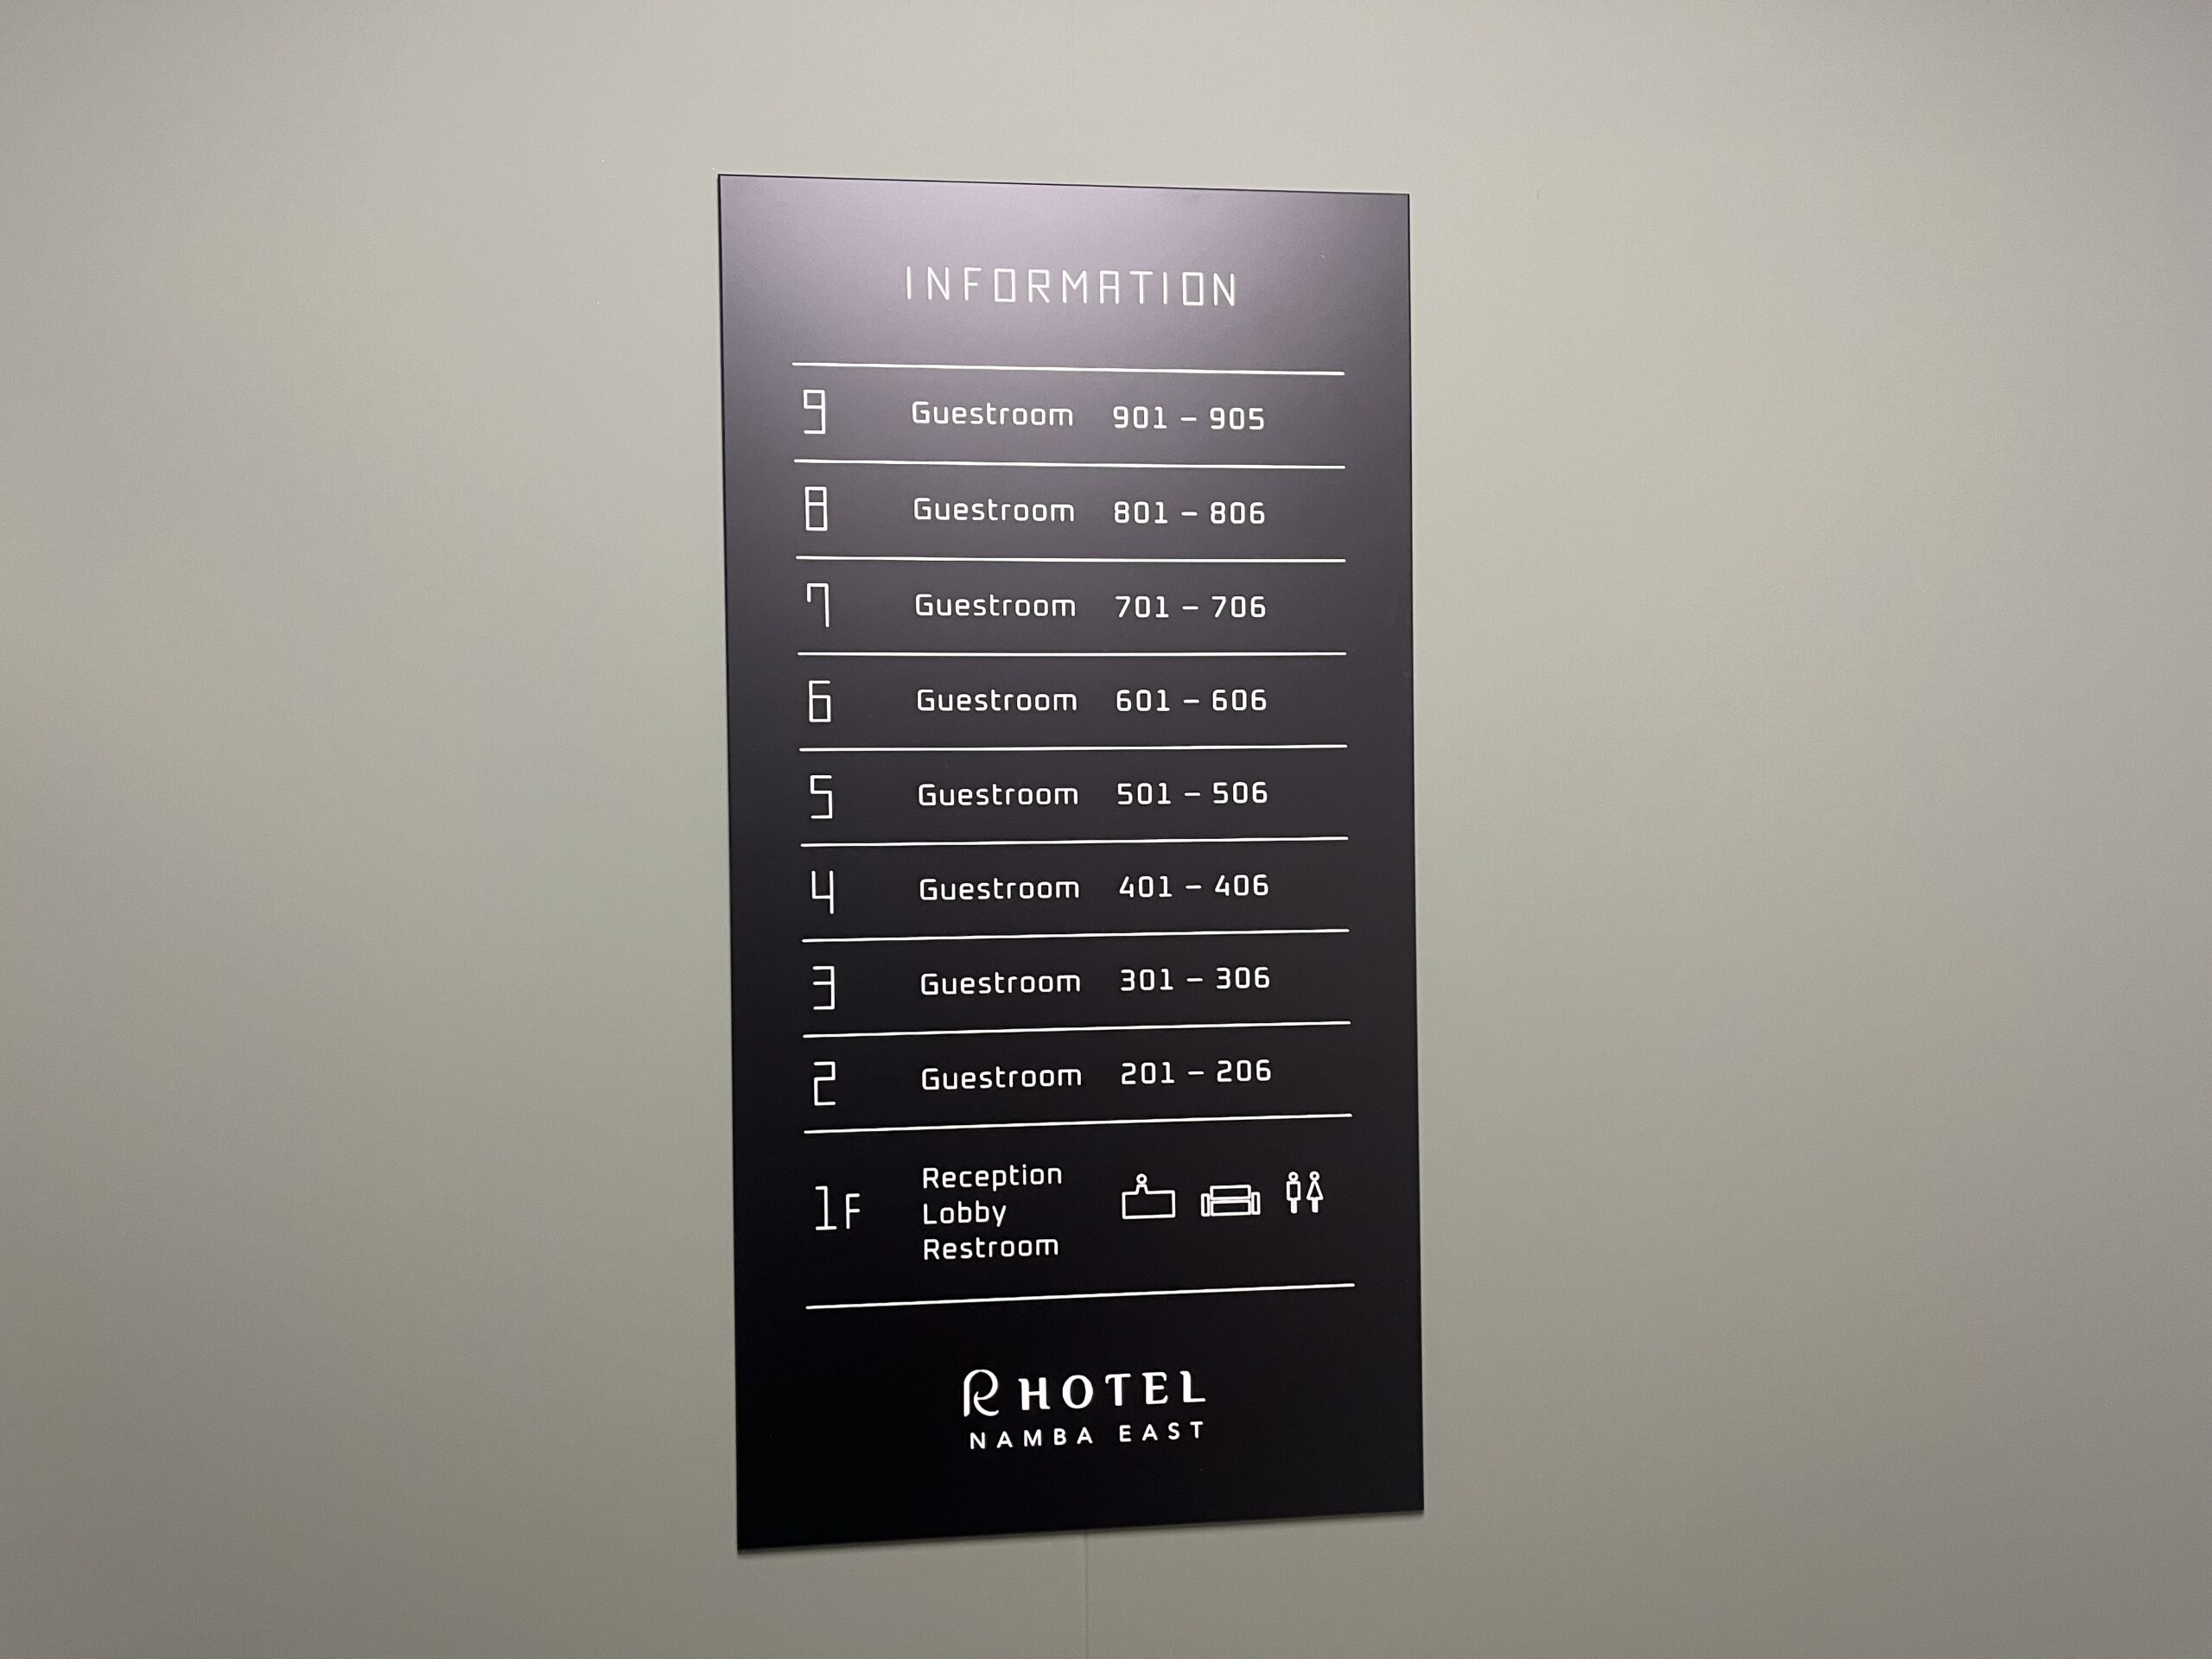 INFORMATION
9 Guestroom 901 – 905
8 Guestroom 801 – 806
7 Guestroom 701 – 706
6 Guestroom 601 – 606
5 Guestroom 501 – 506
4 Guestroom 401 – 406
3 Guestroom 301 – 306
2 Guestroom 201 – 206
1F Reception
Lobby
Restroom
R HOTEL
NAMBA EAST